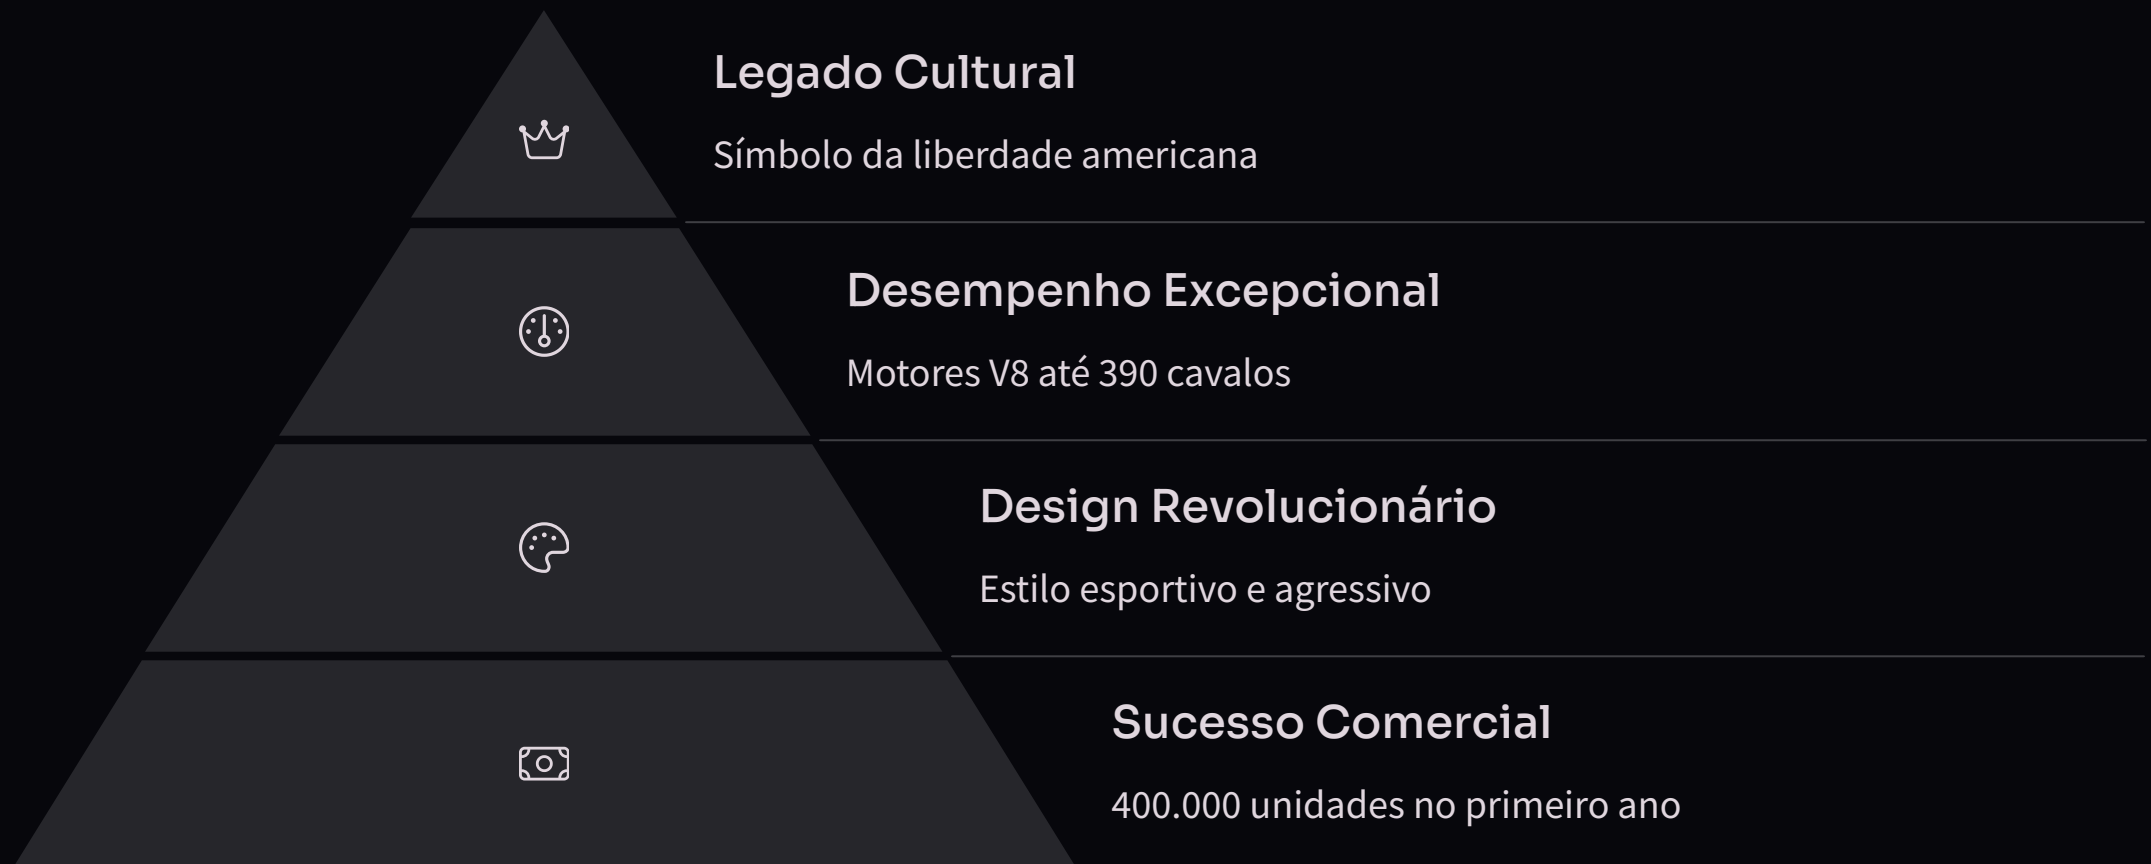 Legado Cultural
Símbolo da liberdade americana
Desempenho Excepcional
Motores V8 até 390 cavalos
Design Revolucionário
Estilo esportivo e agressivo
Sucesso Comercial
400.000 unidades no primeiro ano